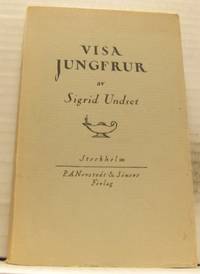 VISA
JUNGFRUR
av
Sigrid Undset
Stockholm
P. A. Norstedt & Söners
Förlag